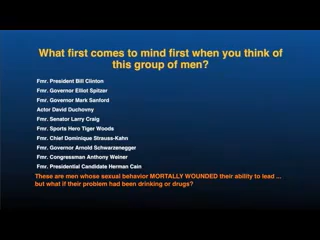 What first comes to mind first when you think of
this group of men?
Fmr. President Bill Clinton
Fmr. Governor Elliot Spitzer
Fmr. Governor Mark Sanford
Actor David Duchovny
Fmr. Senator Larry Craig
Fmr. Sports Hero Tiger Woods
Fmr. Chief Dominique Strauss-Kahn
Fmr. Governor Arnold Schwarzenegger
Fmr. Congressman Anthony Weiner
Fmr. Presidential Candidate Herman Cain
These are men whose sexual behavior MORTALLY WOUNDED their ability to lead ...
but what if their problem had been drinking or drugs?